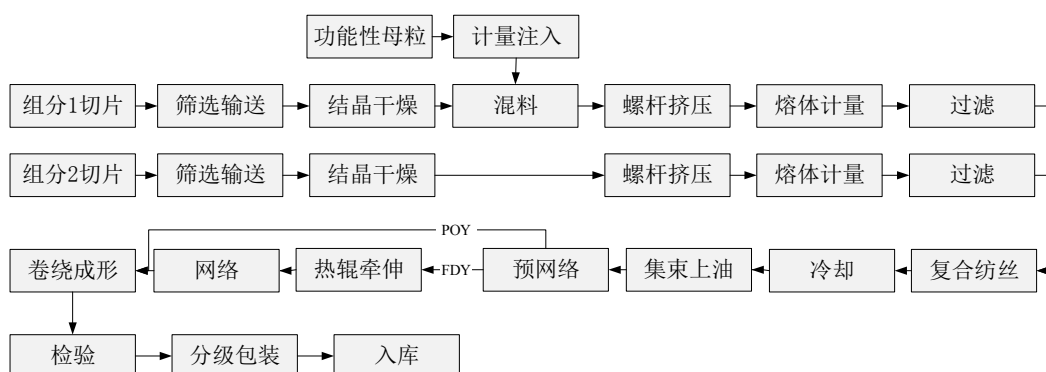 功能性母粒 计量注入
组分1切片 筛选输送 结晶干燥 混料 螺杆挤压 熔体计量 过滤
组分2切片 筛选输送 结晶干燥 螺杆挤压 熔体计量 过滤
POY
卷绕成形 网络 热辊牵伸 FDY 预网络 集束上油 冷却 复合纺丝
检验 分级包装 入库